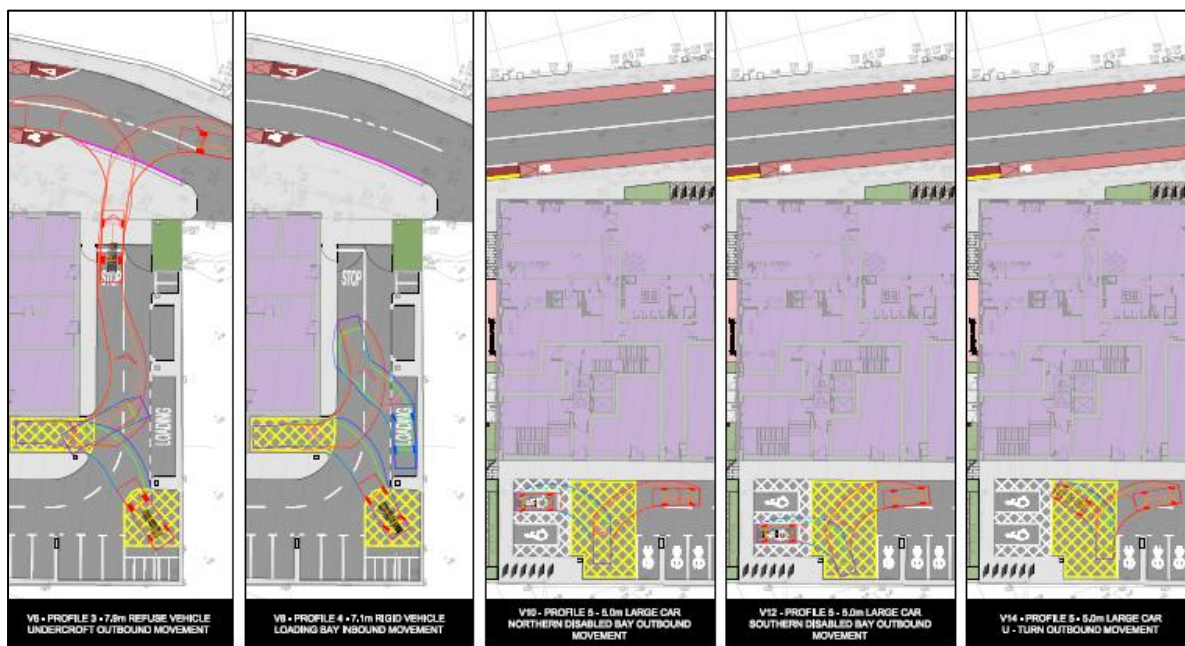 STOP
LOADING
V6 - PROFILE 3 - 7.9m REFUSE VEHICLE
UNDERCROFT OUTBOUND MOVEMENT
STOP
LOADING
V8 - PROFILE 4 - 7.1m RIGID VEHICLE
LOADING BAY INBOUND MOVEMENT
V10 - PROFILE 5 - 5.0m LARGE CAR
NORTHERN DISABLED BAY OUTBOUND
MOVEMENT
V12 - PROFILE 5 - 5.0m LARGE CAR
SOUTHERN DISABLED BAY OUTBOUND
MOVEMENT
V14 - PROFILE 5 - 5.0m LARGE CAR
U - TURN OUTBOUND MOVEMENT